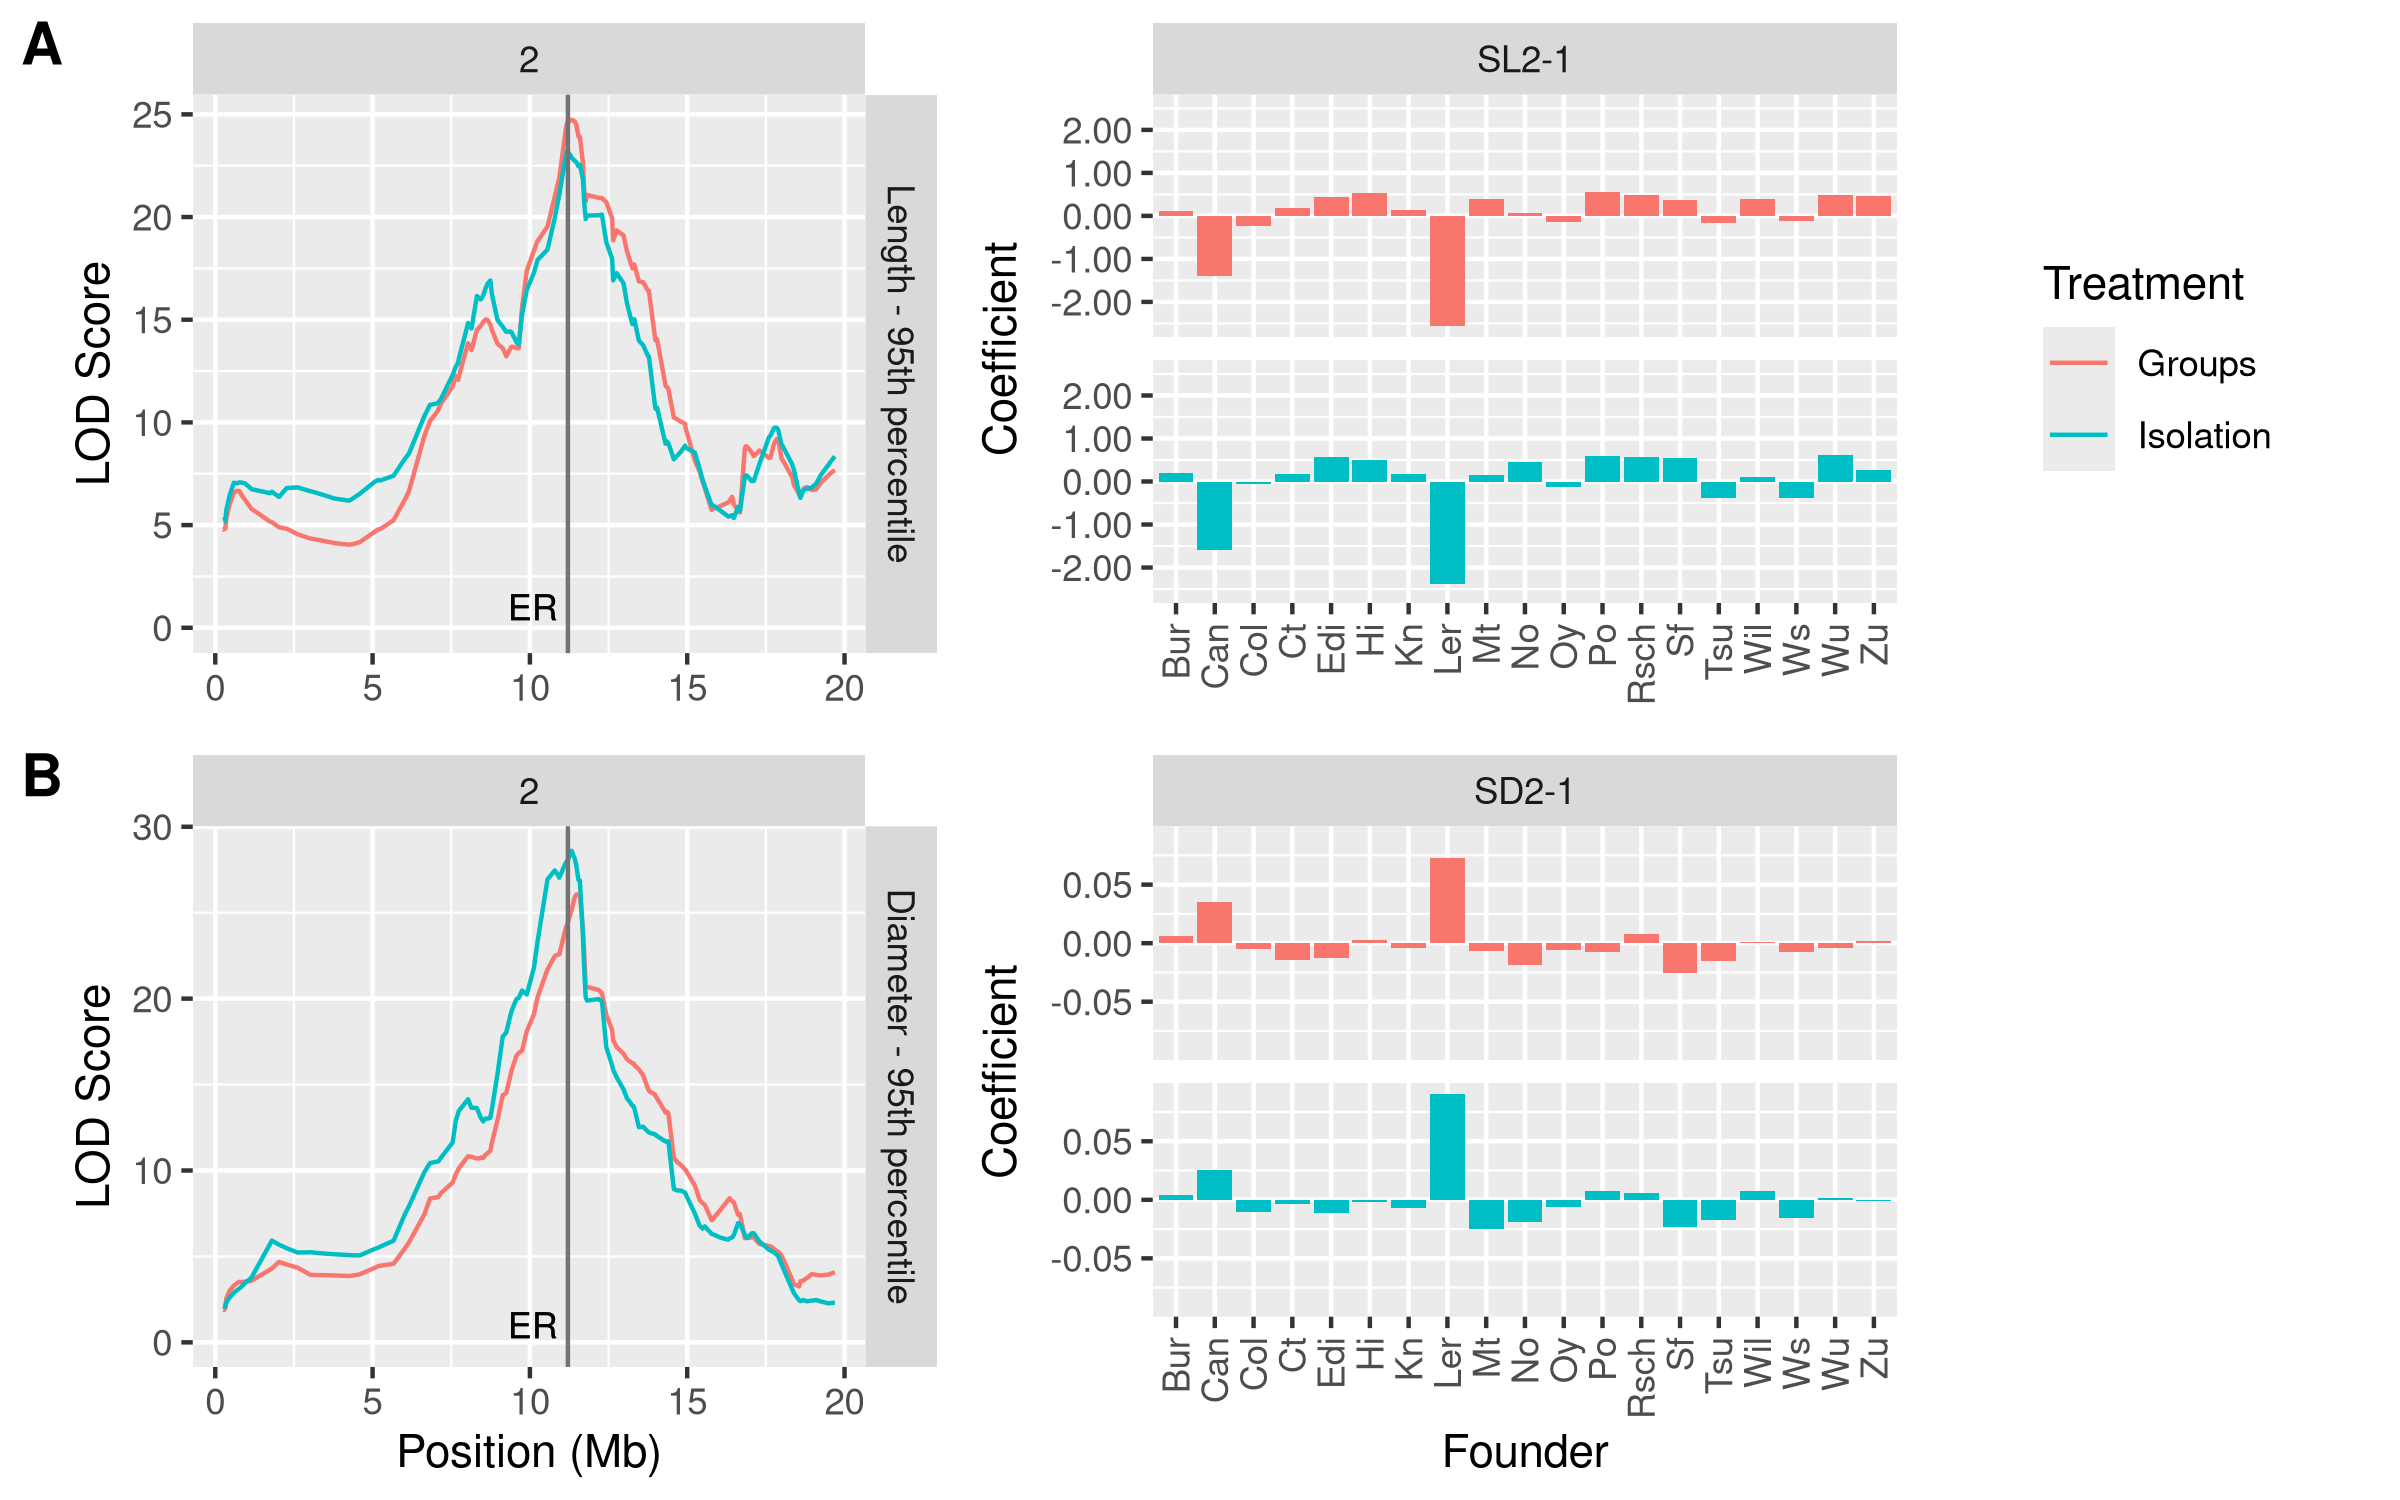 A
2
SL2-1
25
20
15
10
5
0
LOD Score
ER
Length - 95th percentile
0 5 10 15 20
Coefficient
2.00
1.00
0.00
-1.00
-2.00
2.00
1.00
0.00
-1.00
-2.00
Bur Can Col Ct Edi Hi Kn Ler Mt No Oy Po Rsch Sf Tsu Wil Ws Wu Zu
Treatment
Groups
Isolation
B
2
SD2-1
30
20
10
0
LOD Score
ER
Diameter - 95th percentile
0 5 10 15 20
Position (Mb)
Coefficient
0.05
0.00
-0.05
0.05
0.00
-0.05
Bur Can Col Ct Edi Hi Kn Ler Mt No Oy Po Rsch Sf Tsu Wil Ws Wu Zu
Founder